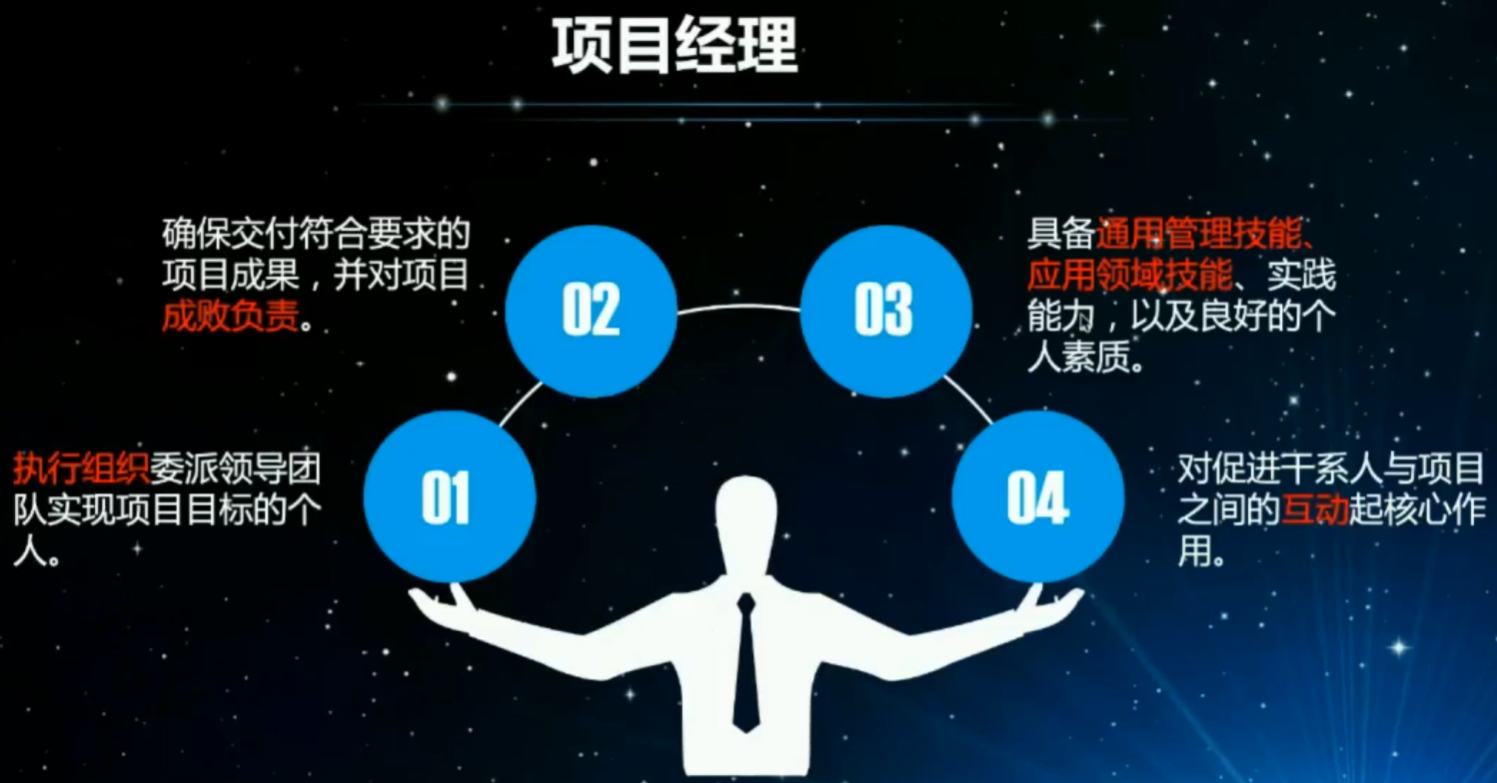 项目经理
确保交付符合要求的
项目成果，并对项目
成败负责。
02
03
具备通用管理技能、
应用领域技能、实践
能力，以及良好的个
人素质。
执行组织委派领导团
队实现项目目标的个
人。
01
04
对促进干系人与项目
之间的互动起核心作
用。